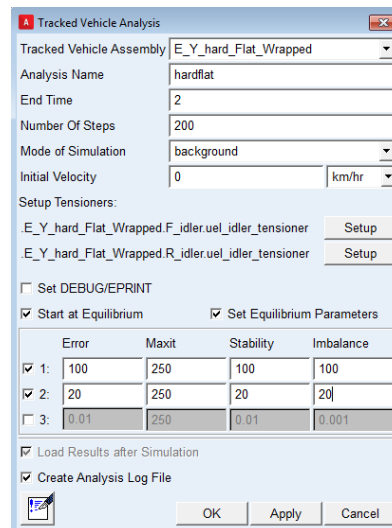 Tracked Vehicle Analysis
Tracked Vehicle Assembly E_Y_hard_Flat_Wrapped
Analysis Name hardflat
End Time 2
Number Of Steps 200
Mode of Simulation background
Initial Velocity 0 km/hr
Setup Tensioners:
.E_Y_hard_Flat_Wrapped.F_idler.uel_idler_tensioner Setup
.E_Y_hard_Flat_Wrapped.R_idler.uel_idler_tensioner Setup
Set DEBUG/EPRINT
Start at Equilibrium Set Equilibrium Parameters
Error Maxit Stability Imbalance
1: 100 250 100 100
2: 20 250 20 20
3: 0.01 250 0.01 0.001
Load Results after Simulation
Create Analysis Log File
OK Apply Cancel